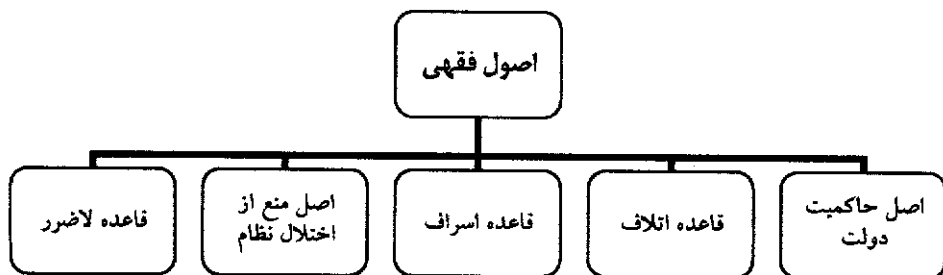 اصول فقهی
اصل حاکمیت
دولت
قاعده اتلاف
قاعده اسراف
اصل منع از
اختلال نظام
قاعده لاضرر